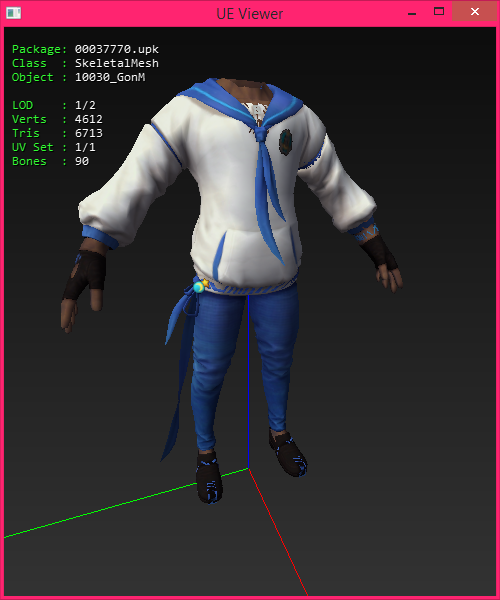 UE Viewer
Package: 00037770.upk
Class : SkeletalMesh
Object : 10030_GonM
LOD : 1/2
Verts : 4612
Tris : 6713
UV Set : 1/1
Bones : 90